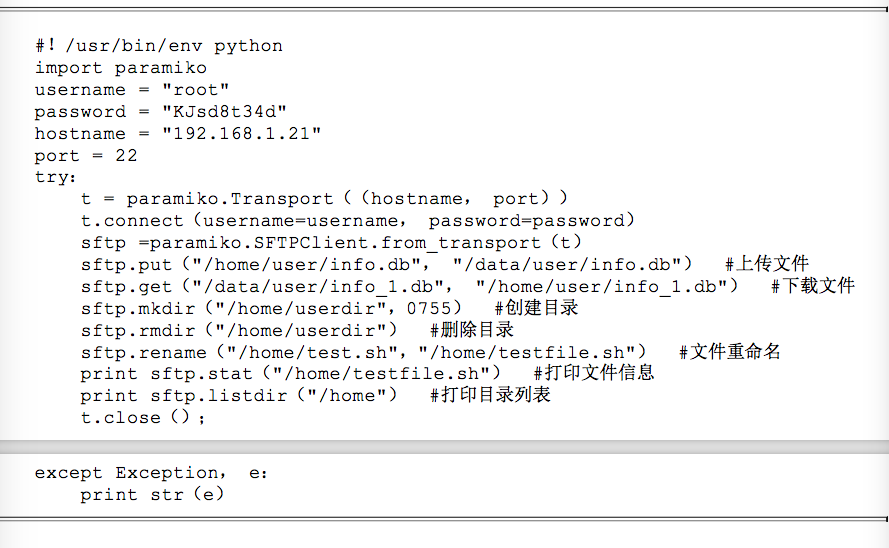 #！/usr/bin/env python
import paramiko
username = "root"
password = "KJsd8t34d"
hostname = "192.168.1.21"
port = 22
try：
    t = paramiko.Transport（（hostname， port））
    t.connect（username=username， password=password）
    sftp =paramiko.SFTPClient.from_transport（t）
    sftp.put（"/home/user/info.db"， "/data/user/info.db"）  #上传文件
    sftp.get（"/data/user/info_1.db"， "/home/user/info_1.db"）  #下载文件
    sftp.mkdir（"/home/userdir"，0755）  #创建目录
    sftp.rmdir（"/home/userdir"）  #删除目录
    sftp.rename（"/home/test.sh"，"/home/testfile.sh"）  #文件重命名
    print sftp.stat（"/home/testfile.sh"）  #打印文件信息
    print sftp.listdir（"/home"）  #打印目录列表
    t.close（）；
except Exception， e：
    print str（e）